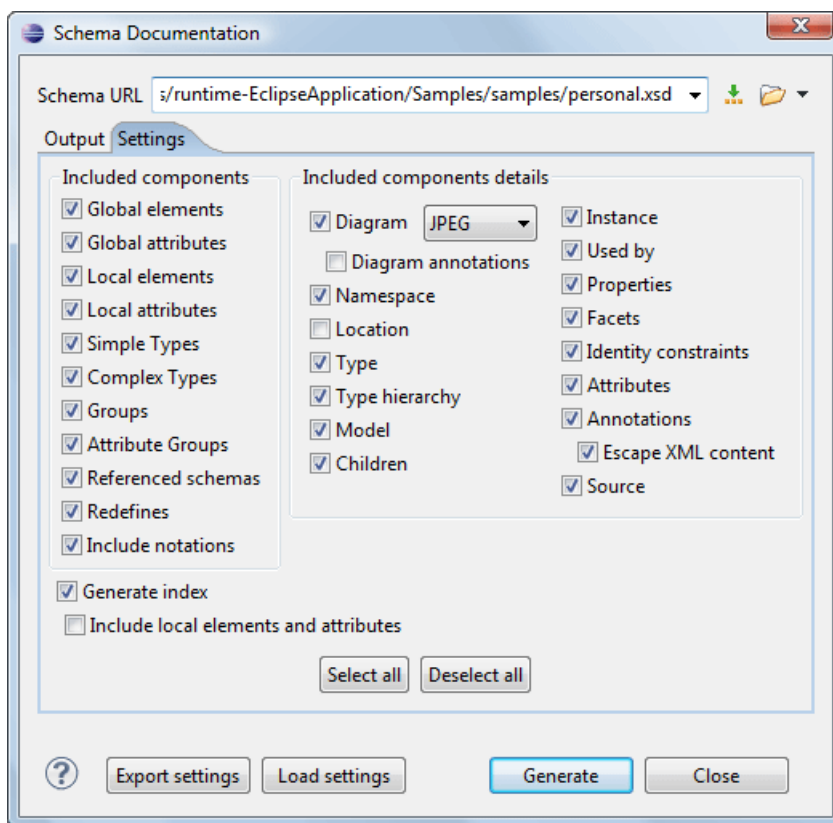 Schema Documentation
Schema URL s/runtime-EclipseApplication/Samples/samples/personal.xsd
Output Settings
Included components
Global elements
Global attributes
Local elements
Local attributes
Simple Types
Complex Types
Groups
Attribute Groups
Referenced schemas
Redefines
Include notations
Included components details
Diagram JPEG
Diagram annotations
Namespace
Location
Type
Type hierarchy
Model
Children
Instance
Used by
Properties
Facets
Identity constraints
Attributes
Annotations
Escape XML content
Source
Generate index
Include local elements and attributes
Select all Deselect all
? Export settings Load settings Generate Close